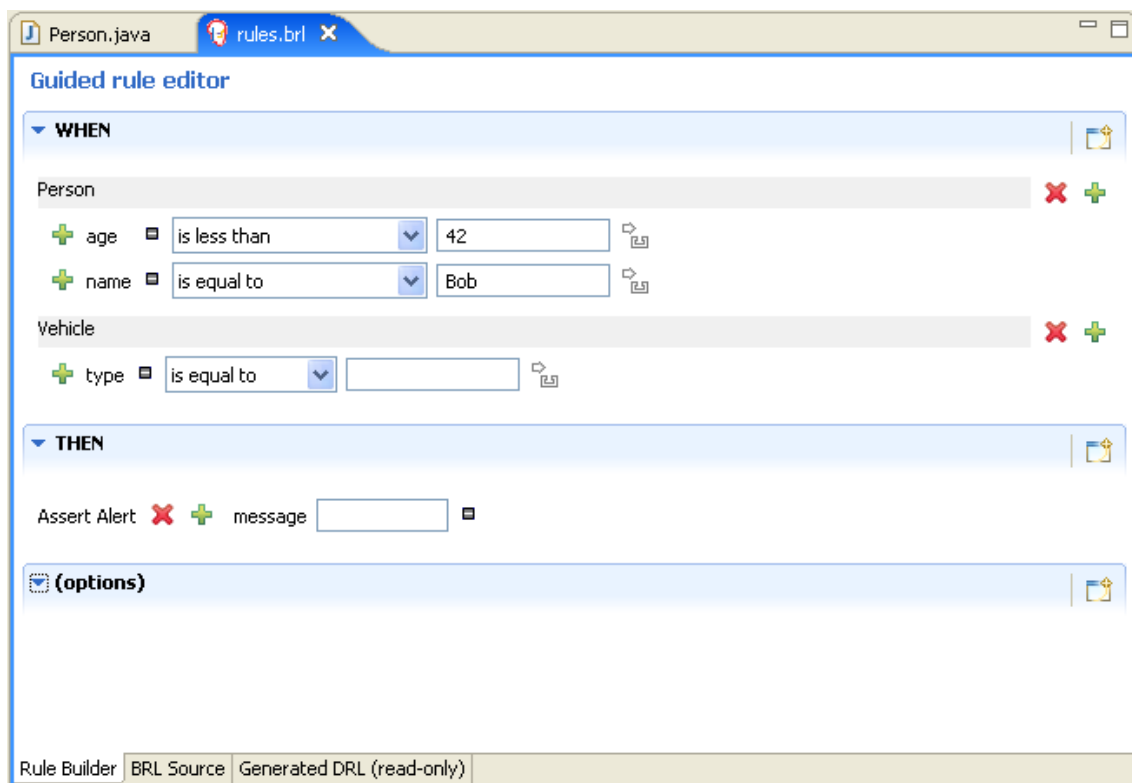 Person.java rules.brl
Guided rule editor
WHEN
Person
age is less than 42
name is equal to Bob
Vehicle
type is equal to
THEN
Assert Alert message
(options)
Rule Builder BRL Source Generated DRL (read-only)